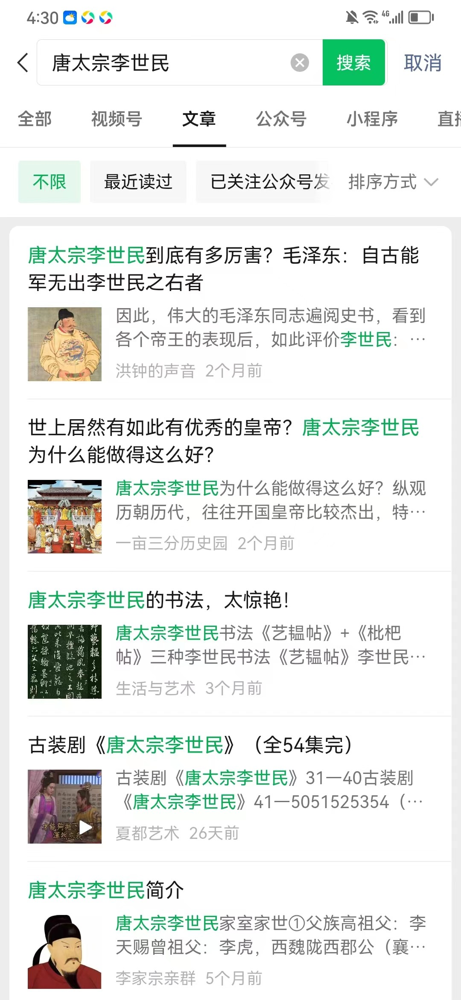 4:30
4G
唐太宗李世民
搜索
取消
全部
视频号
文章
公众号
小程序
不限
最近读过
已关注公众号发
排序方式
唐太宗李世民到底有多厉害？毛泽东：自古能
军无出李世民之右者
因此，伟大的毛泽东同志遍阅史书，看到
各个帝王的表现后，如此评价李世民：…
洪钟的声音 2个月前
世上居然有如此有优秀的皇帝？唐太宗李世民
为什么能做得这么好？
唐太宗李世民为什么能做得这么好？纵观
历朝历代，往往开国皇帝比较杰出，特…
一亩三分历史园 2个月前
唐太宗李世民的书法，太惊艳！
唐太宗李世民书法《艺韫帖》+《枇杷
帖》三种李世民书法《艺韫帖》李世民…
生活与艺术 3个月前
古装剧《唐太宗李世民》（全54集完）
古装剧《唐太宗李世民》31—40古装剧
《唐太宗李世民》41—5051525354（…
才能夠拋下
渾然忘我
夏都艺术 26天前
唐太宗李世民简介
唐太宗李世民家室家世①父族高祖父：李
天赐曾祖父：李虎，西魏陇西郡公（襄…
李家宗亲群 5个月前